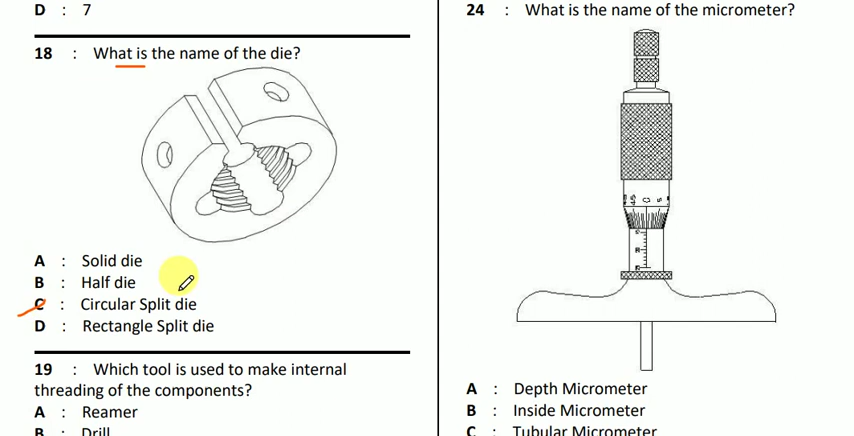 D : 7
18 : What is the name of the die?
A : Solid die
B : Half die
C : Circular Split die
D : Rectangle Split die
19 : Which tool is used to make internal
threading of the components?
A : Reamer
B : Drill
24 : What is the name of the micrometer?
A : Depth Micrometer
B : Inside Micrometer
C : Tubular Micrometer